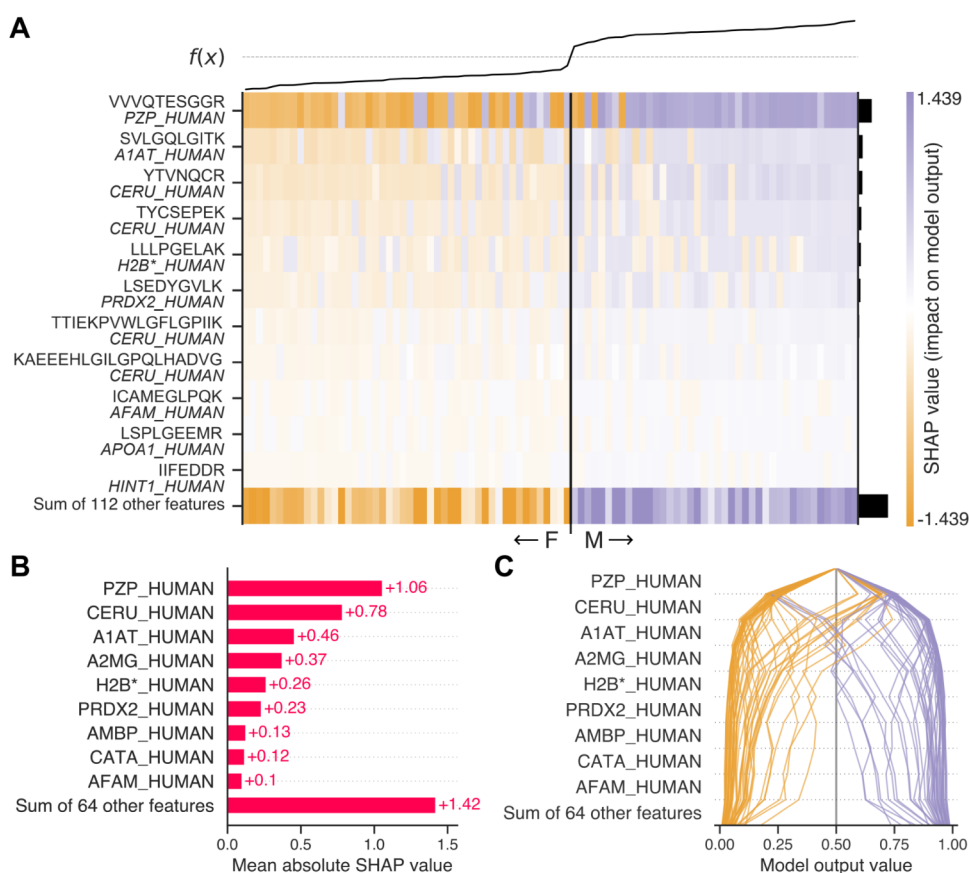 A
f(x)
VVVQTESGGR
PZP_HUMAN
SVLGQLGITK
A1AT_HUMAN
YTVNQCR
CERU_HUMAN
TYCSEPEK
CERU_HUMAN
LLLPGELAK
H2B*_HUMAN
LSEDYGVLK
PRDX2_HUMAN
TTIEKPVWLGFLGPIIK
CERU_HUMAN
KAEEEHLGILGPQLHADVG
CERU_HUMAN
ICAMEGLPQK
AFAM_HUMAN
LSPLGEEMR
APOA1_HUMAN
IIFEDDR
HINT1_HUMAN
Sum of 112 other features
← F M →
1.439
SHAP value (impact on model output)
-1.439
B
PZP_HUMAN +1.06
CERU_HUMAN +0.78
A1AT_HUMAN +0.46
A2MG_HUMAN +0.37
H2B*_HUMAN +0.26
PRDX2_HUMAN +0.23
AMBP_HUMAN +0.13
CATA_HUMAN +0.12
AFAM_HUMAN +0.1
Sum of 64 other features +1.42
0.0 0.5 1.0 1.5
Mean absolute SHAP value
C
PZP_HUMAN
CERU_HUMAN
A1AT_HUMAN
A2MG_HUMAN
H2B*_HUMAN
PRDX2_HUMAN
AMBP_HUMAN
CATA_HUMAN
AFAM_HUMAN
Sum of 64 other features
0.00 0.25 0.50 0.75 1.00
Model output value